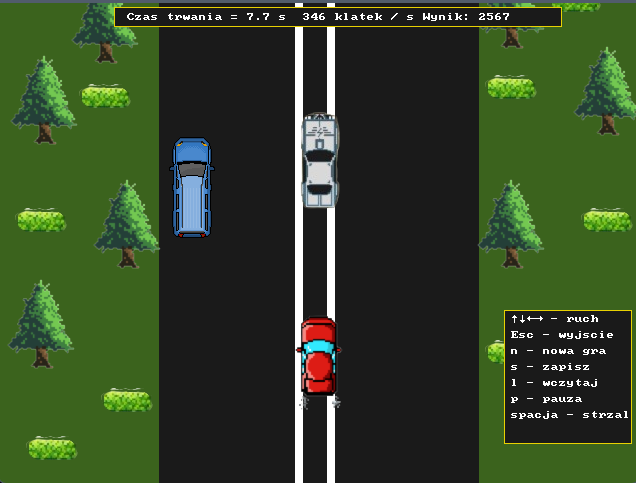 Czas trwania = 7.7 s  346 klatek / s Wynik: 2567
↑↓←→ - ruch
Esc - wyjscie
n - nowa gra
s - zapisz
l - wczytaj
p - pauza
spacja - strzal